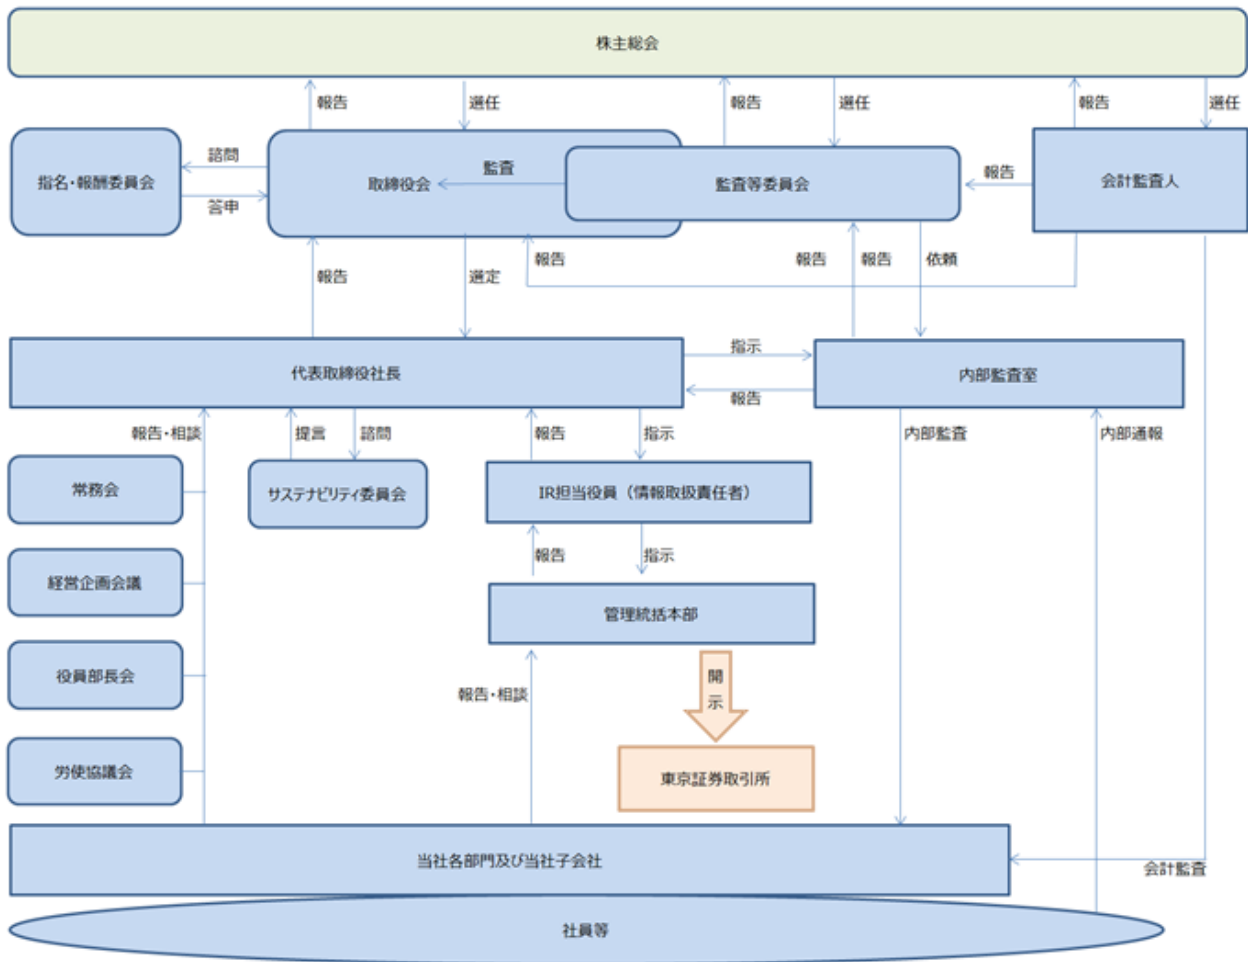 株主総会
報告
選任
報告
選任
報告
選任
指名・報酬委員会
諮問
答申
取締役会
監査
監査等委員会
報告
会計監査人
報告
選定
報告
報告
報告
依頼
代表取締役社長
指示
報告
内部監査室
報告・相談
提言
諮問
報告
指示
内部監査
内部通報
常務会
サステナビリティ委員会
IR担当役員（情報取扱責任者）
経営企画会議
報告
指示
管理統括本部
役員部長会
報告・相談
開
示
労使協議会
東京証券取引所
当社各部門及び当社子会社
会計監査
社員等